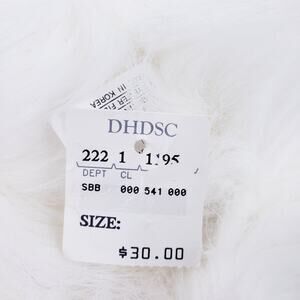 IN KOREA
DHDSC
222 1 1195
DEPT CL
SBB 000 541 000
SIZE:
$30.00